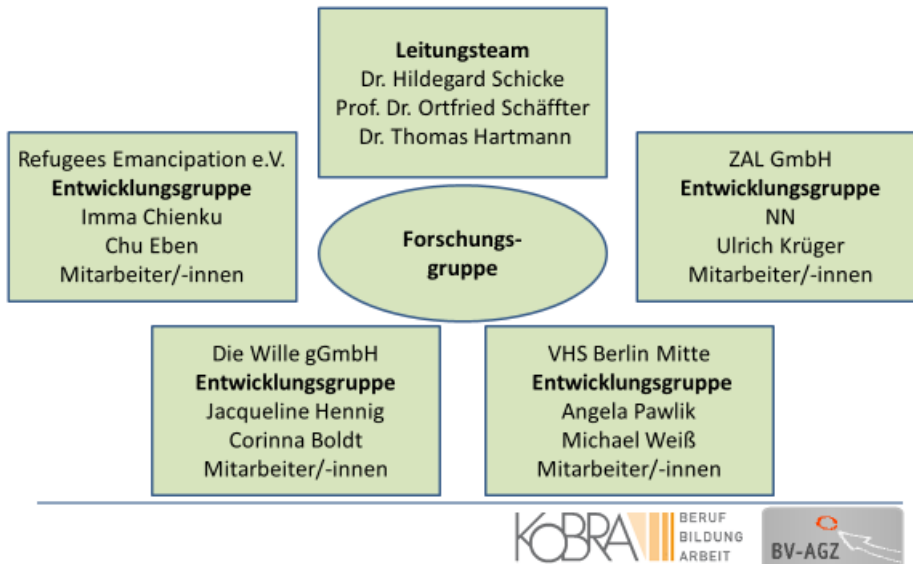 Leitungsteam
Dr. Hildegard Schicke
Prof. Dr. Ortfried Schäffter
Dr. Thomas Hartmann
Refugees Emancipation e.V.
Entwicklungsgruppe
Imma Chienku
Chu Eben
Mitarbeiter/-innen
Forschungs-
gruppe
ZAL GmbH
Entwicklungsgruppe
NN
Ulrich Krüger
Mitarbeiter/-innen
Die Wille gGmbH
Entwicklungsgruppe
Jacqueline Hennig
Corinna Boldt
Mitarbeiter/-innen
VHS Berlin Mitte
Entwicklungsgruppe
Angela Pawlik
Michael Weiß
Mitarbeiter/-innen
KOBRA
BERUF
BILDUNG
ARBEIT
BV-AGZ